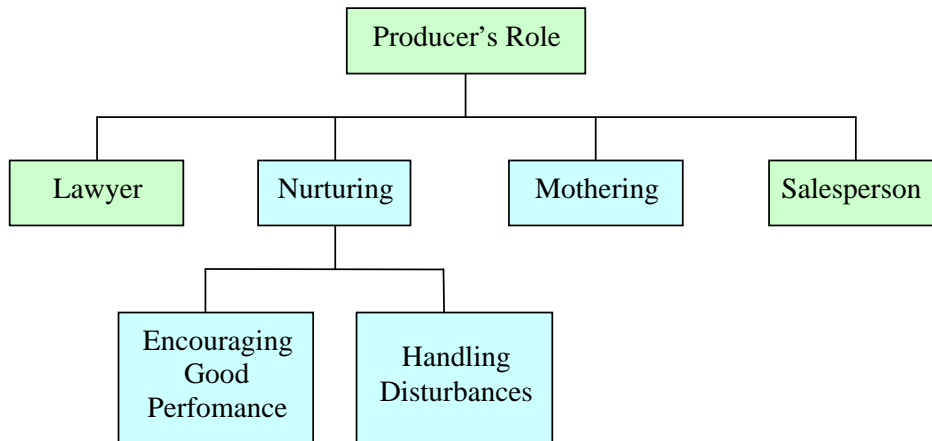 Producer’s Role
Lawyer
Nurturing
Mothering
Salesperson
Encouraging
Good
Perfomance
Handling
Disturbances